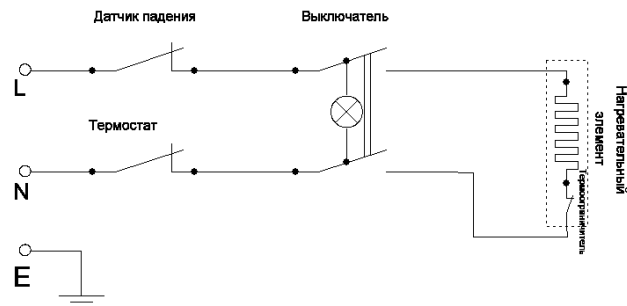 Датчик падения
Выключатель
L
Термостат
N
E
Нагревательный
элемент
Термоограничитель